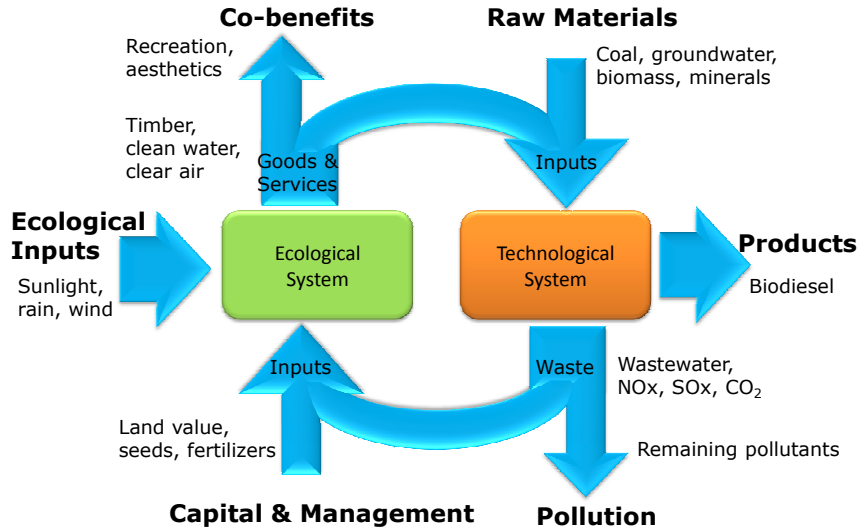 Co-benefits
Raw Materials
Recreation,
aesthetics
Coal, groundwater,
biomass, minerals
Timber,
clean water,
clear air
Goods &
Services
Inputs
Ecological
Inputs
Sunlight,
rain, wind
Ecological
System
Technological
System
Products
Biodiesel
Inputs
Waste
Wastewater,
NOx, SOx, CO₂
Land value,
seeds, fertilizers
Remaining pollutants
Capital & Management
Pollution